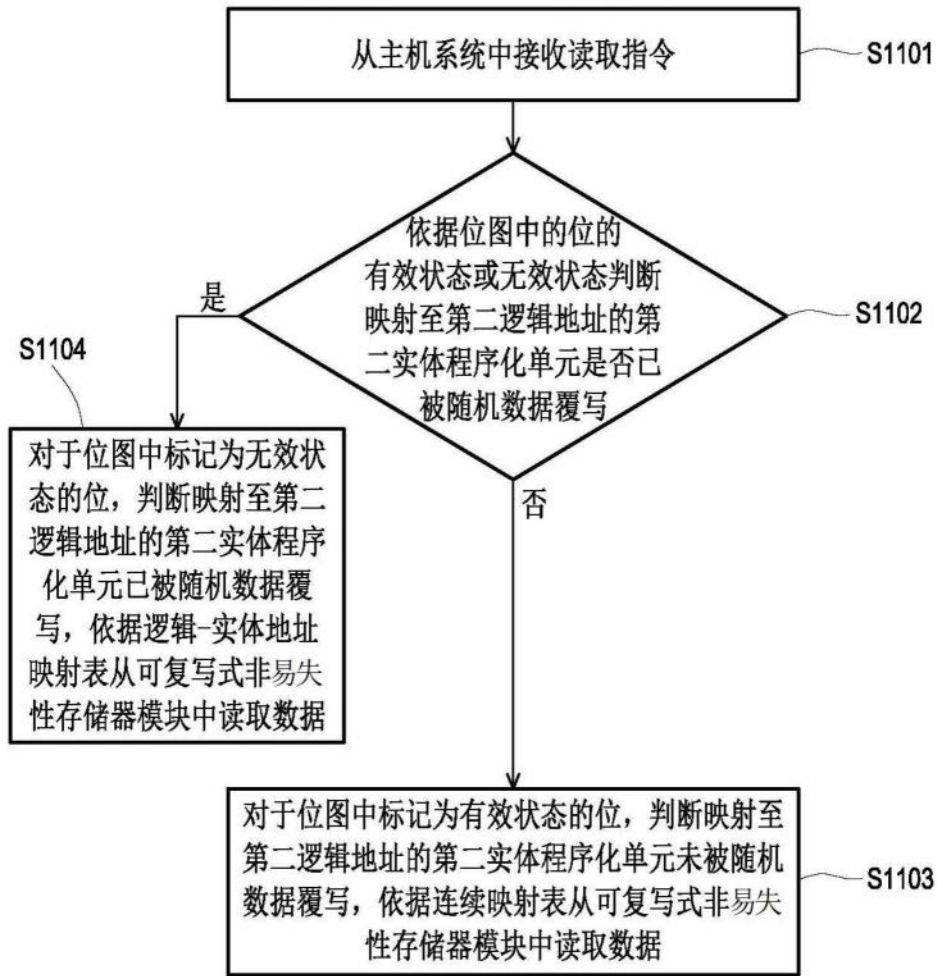 从主机系统中接收读取指令
S1101
依据位图中的位的
有效状态或无效状态判断
映射至第二逻辑地址的第
二实体程序化单元是否已
被随机数据覆写
S1102
是
S1104
对于位图中标记为无效状
态的位，判断映射至第二
逻辑地址的第二实体程序
化单元已被随机数据覆
写，依据逻辑-实体地址
映射表从可复写式非易失
性存储器模块中读取数据
否
对于位图中标记为有效状态的位，判断映射至
第二逻辑地址的第二实体程序化单元未被随机
数据覆写，依据连续映射表从可复写式非易失
性存储器模块中读取数据
S1103